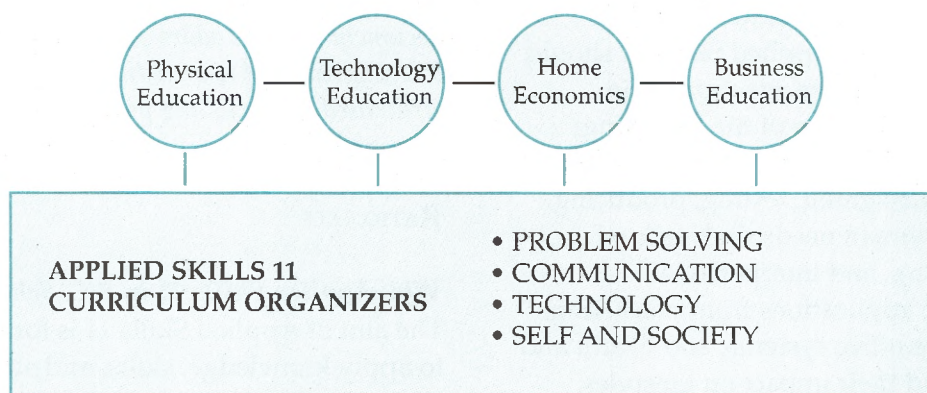 Physical
Education
Technology
Education
Home
Economics
Business
Education
APPLIED SKILLS 11
CURRICULUM ORGANIZERS
• PROBLEM SOLVING
• COMMUNICATION
• TECHNOLOGY
• SELF AND SOCIETY